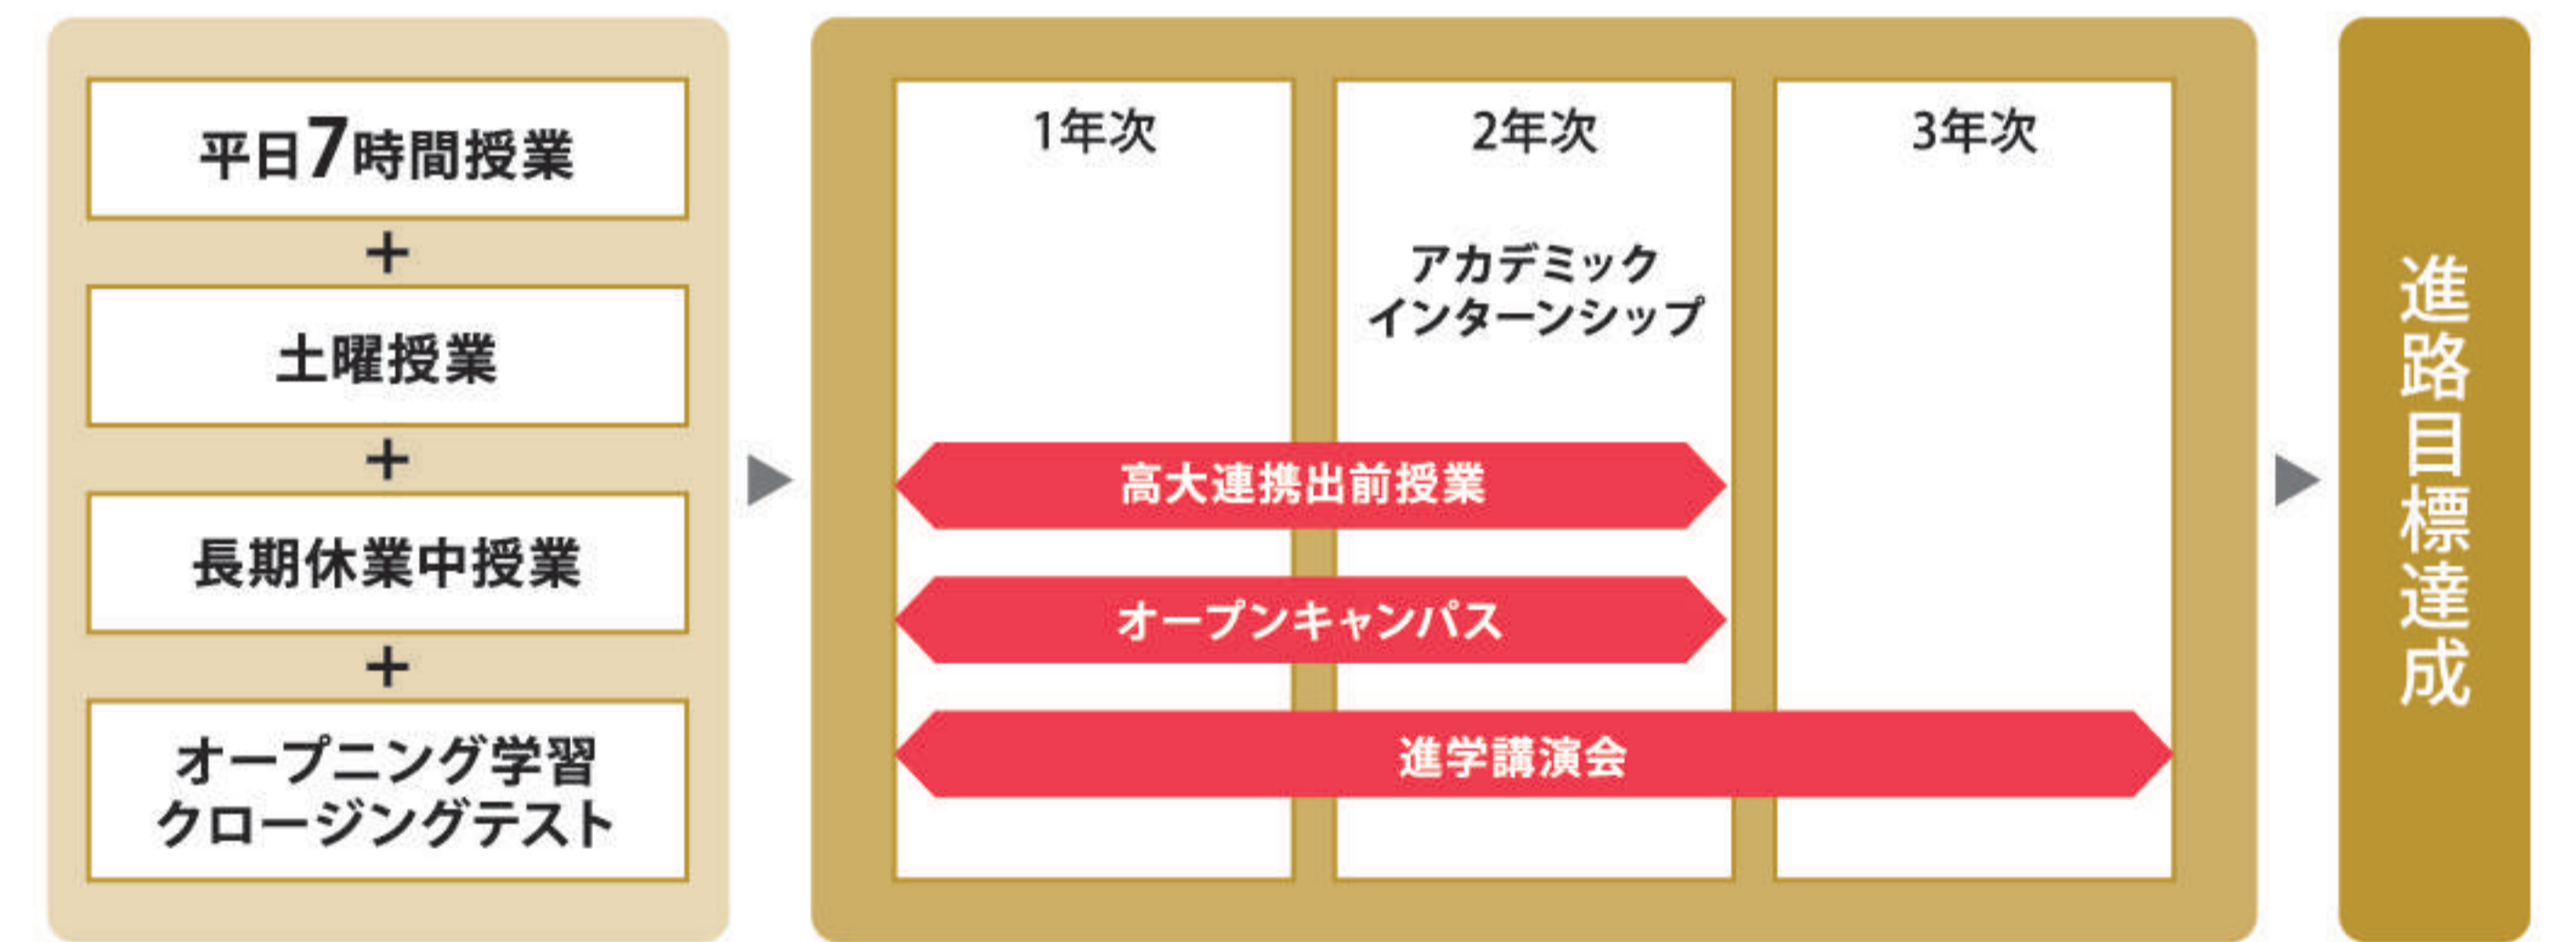 平日7時間授業
+
土曜授業
+
長期休業中授業
+
オープニング学習
クロージングテスト
1年次
2年次
3年次
アカデミック
インターンシップ
高大連携出前授業
オープンキャンパス
進学講演会
進路目標達成